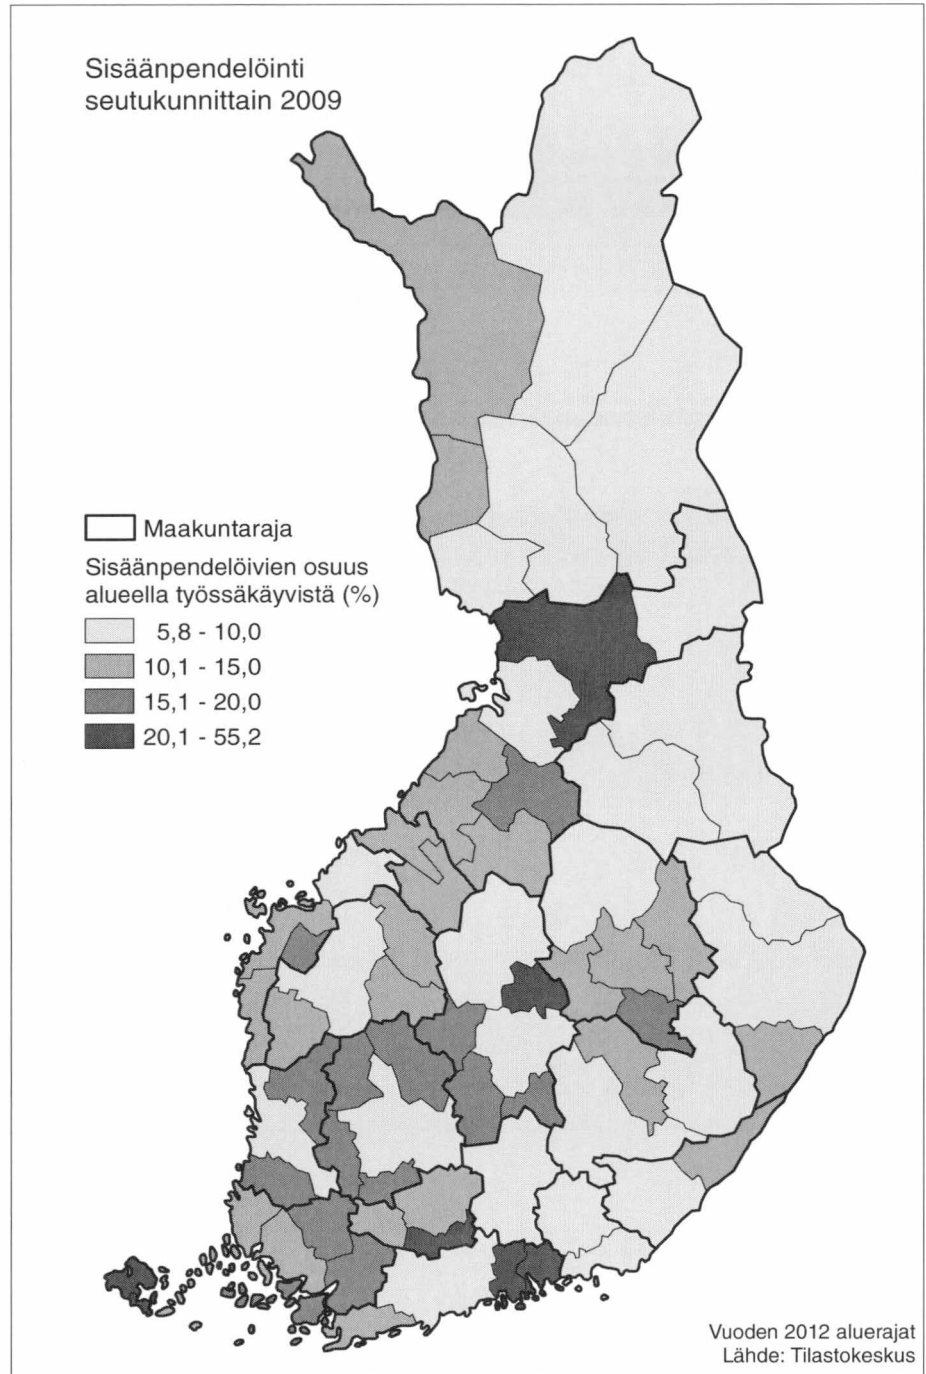 Sisäänpendelöinti
seutukunnittain 2009
Maakuntaraja
Sisäänpendelöivien osuus
alueella työssäkäyvistä (%)
5,8 - 10,0
10,1 - 15,0
15,1 - 20,0
20,1 - 55,2
Vuoden 2012 aluerajat
Lähde: Tilastokeskus